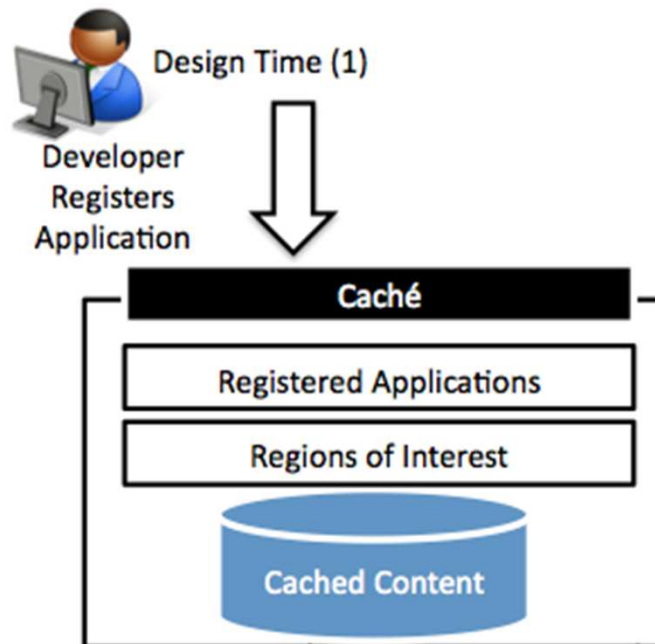 Design Time (1)
Developer
Registers
Application
Caché
Registered Applications
Regions of Interest
Cached Content